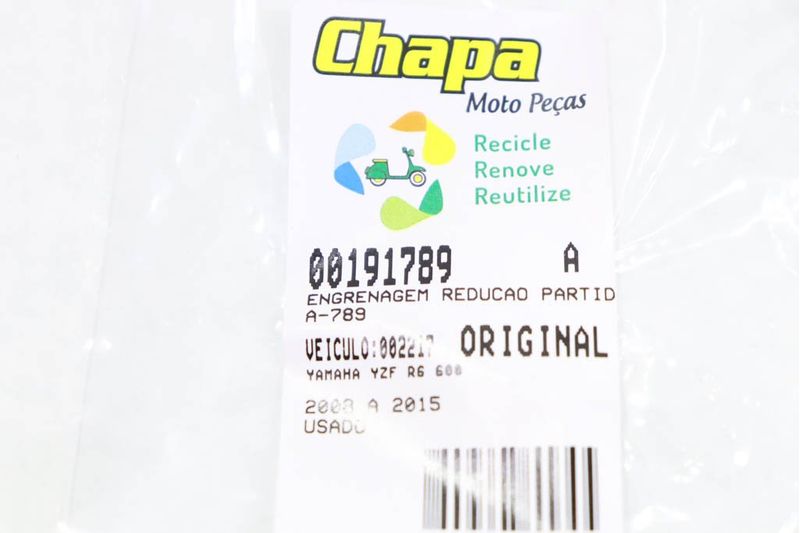 Chapa
Moto Peças
Recicle
Renove
Reutilize
00191789 A
ENGRENAGEM REDUCAO PARTID
A-789
VEICULO:002217 ORIGINAL
YAMAHA YZF R6 600
2008 A 2015
USADO